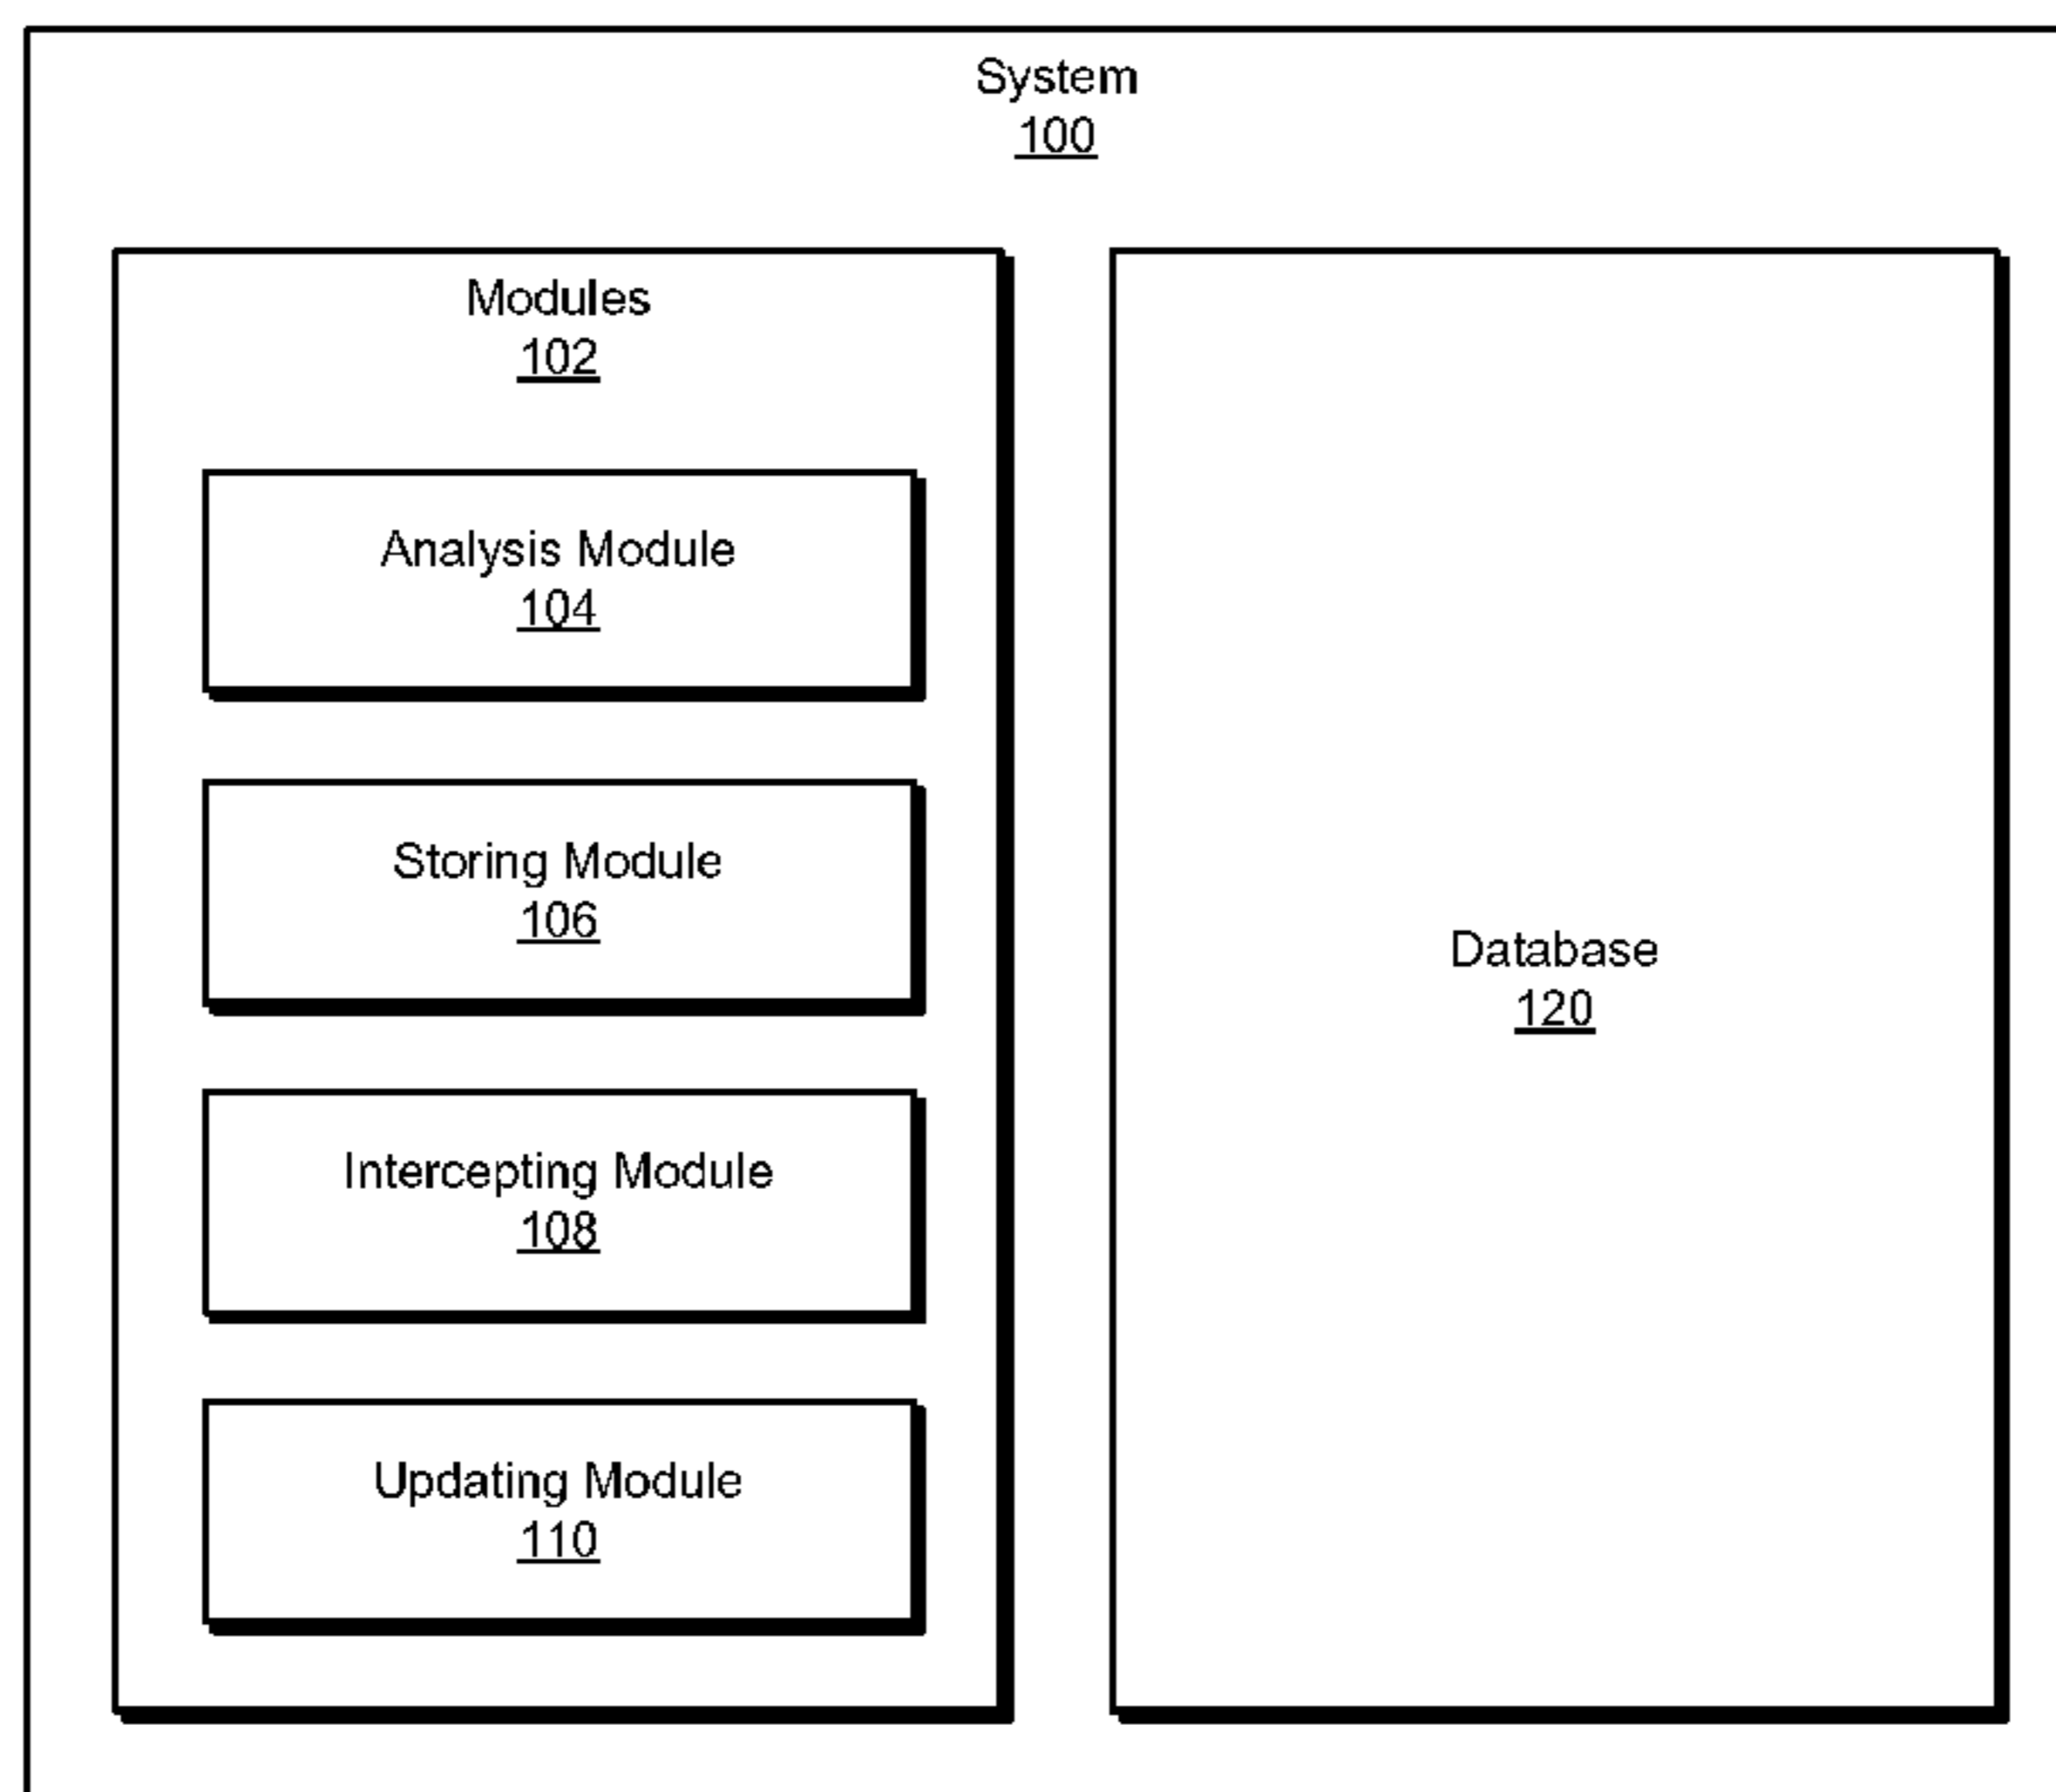 System
100
Modules
102
Analysis Module
104
Storing Module
106
Intercepting Module
108
Updating Module
110
Database
120